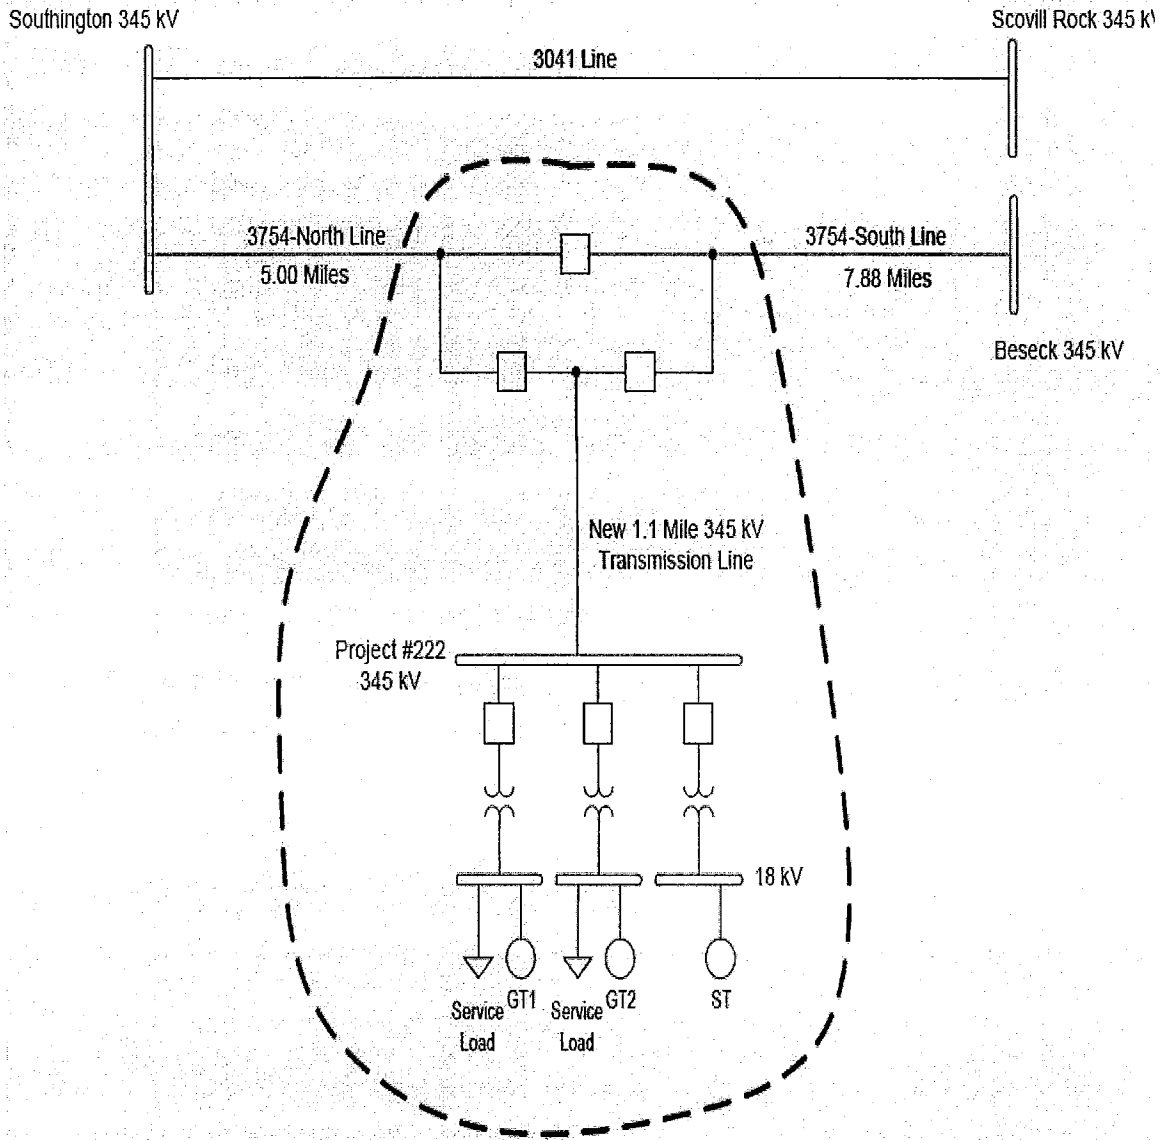 Southington 345 kV
Scovill Rock 345 kV
3041 Line
3754-North Line
5.00 Miles
3754-South Line
7.88 Miles
Beseck 345 kV
New 1.1 Mile 345 kV
Transmission Line
Project #222
345 kV
18 kV
GT1
GT2
ST
Service
Load
Service
Load